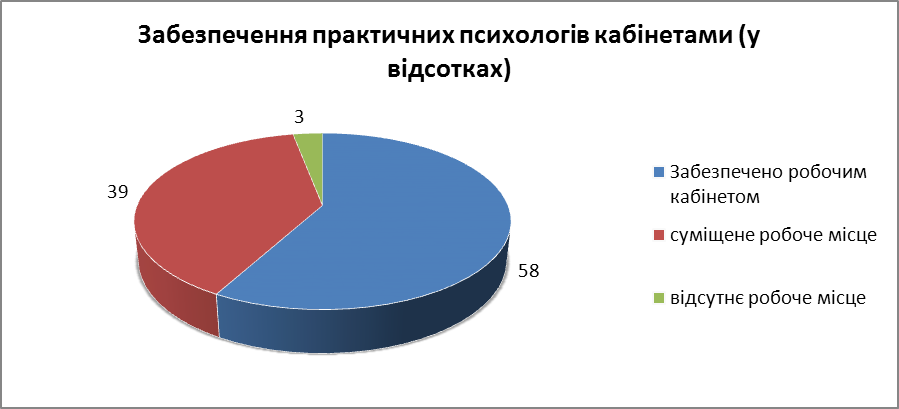 Забезпечення практичних психологів кабінетами (у
відсотках)
3
39
58
Забезпечено робочим
кабінетом
суміщене робоче місце
відсутнє робоче місце